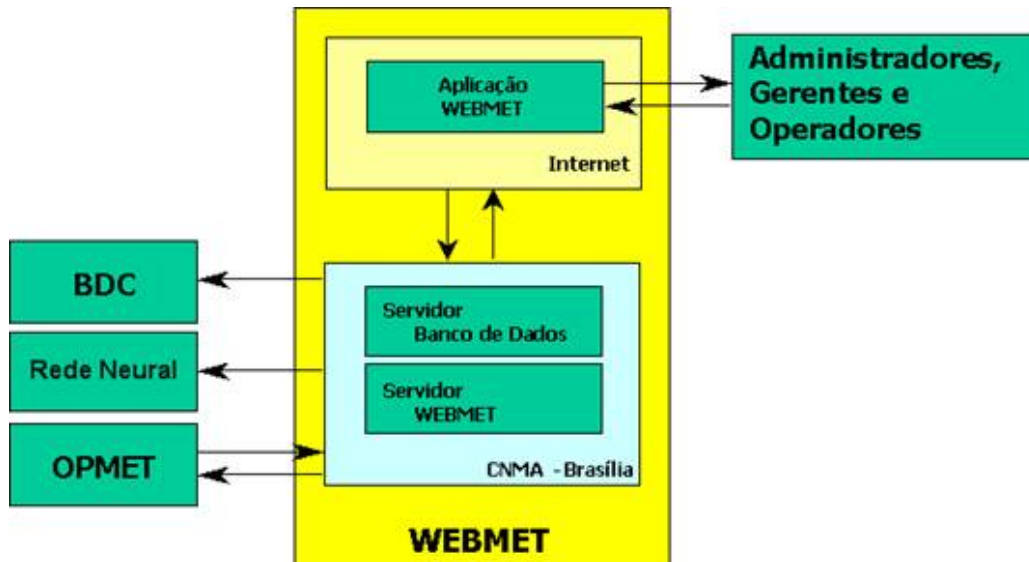 Aplicação
WEBMET
Internet
Administradores,
Gerentes e
Operadores
BDC
Rede Neural
OPMET
Servidor
Banco de Dados
Servidor
WEBMET
CNMA - Brasília
WEBMET